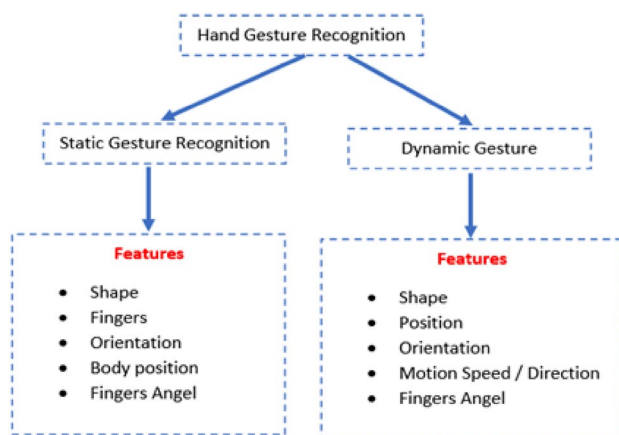 Hand Gesture Recognition
Static Gesture Recognition
Dynamic Gesture
Features
• Shape
• Fingers
• Orientation
• Body position
• Fingers Angel
Features
• Shape
• Position
• Orientation
• Motion Speed / Direction
• Fingers Angel